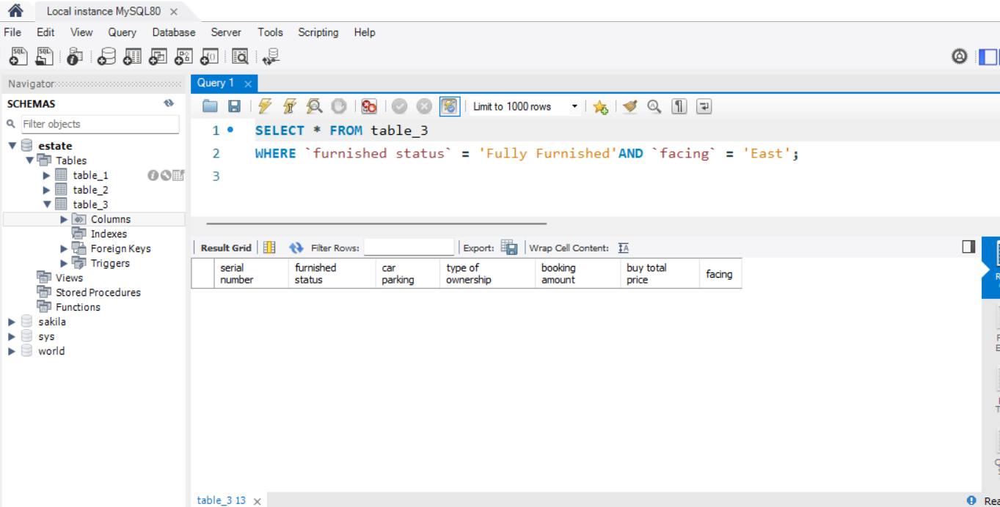 Local instance MySQL80
File Edit View Query Database Server Tools Scripting Help
Navigator
SCHEMAS
Filter objects
estate
Tables
table_1
table_2
table_3
Columns
Indexes
Foreign Keys
Triggers
Views
Stored Procedures
Functions
sakila
sys
world
Query 1
Limit to 1000 rows
1 SELECT * FROM table_3
2 WHERE `furnished status` = 'Fully Furnished'AND `facing` = 'East';
3
Result Grid Filter Rows: Export: Wrap Cell Content:
serial number furnished status car parking type of ownership booking amount buy total price facing
table_3 13